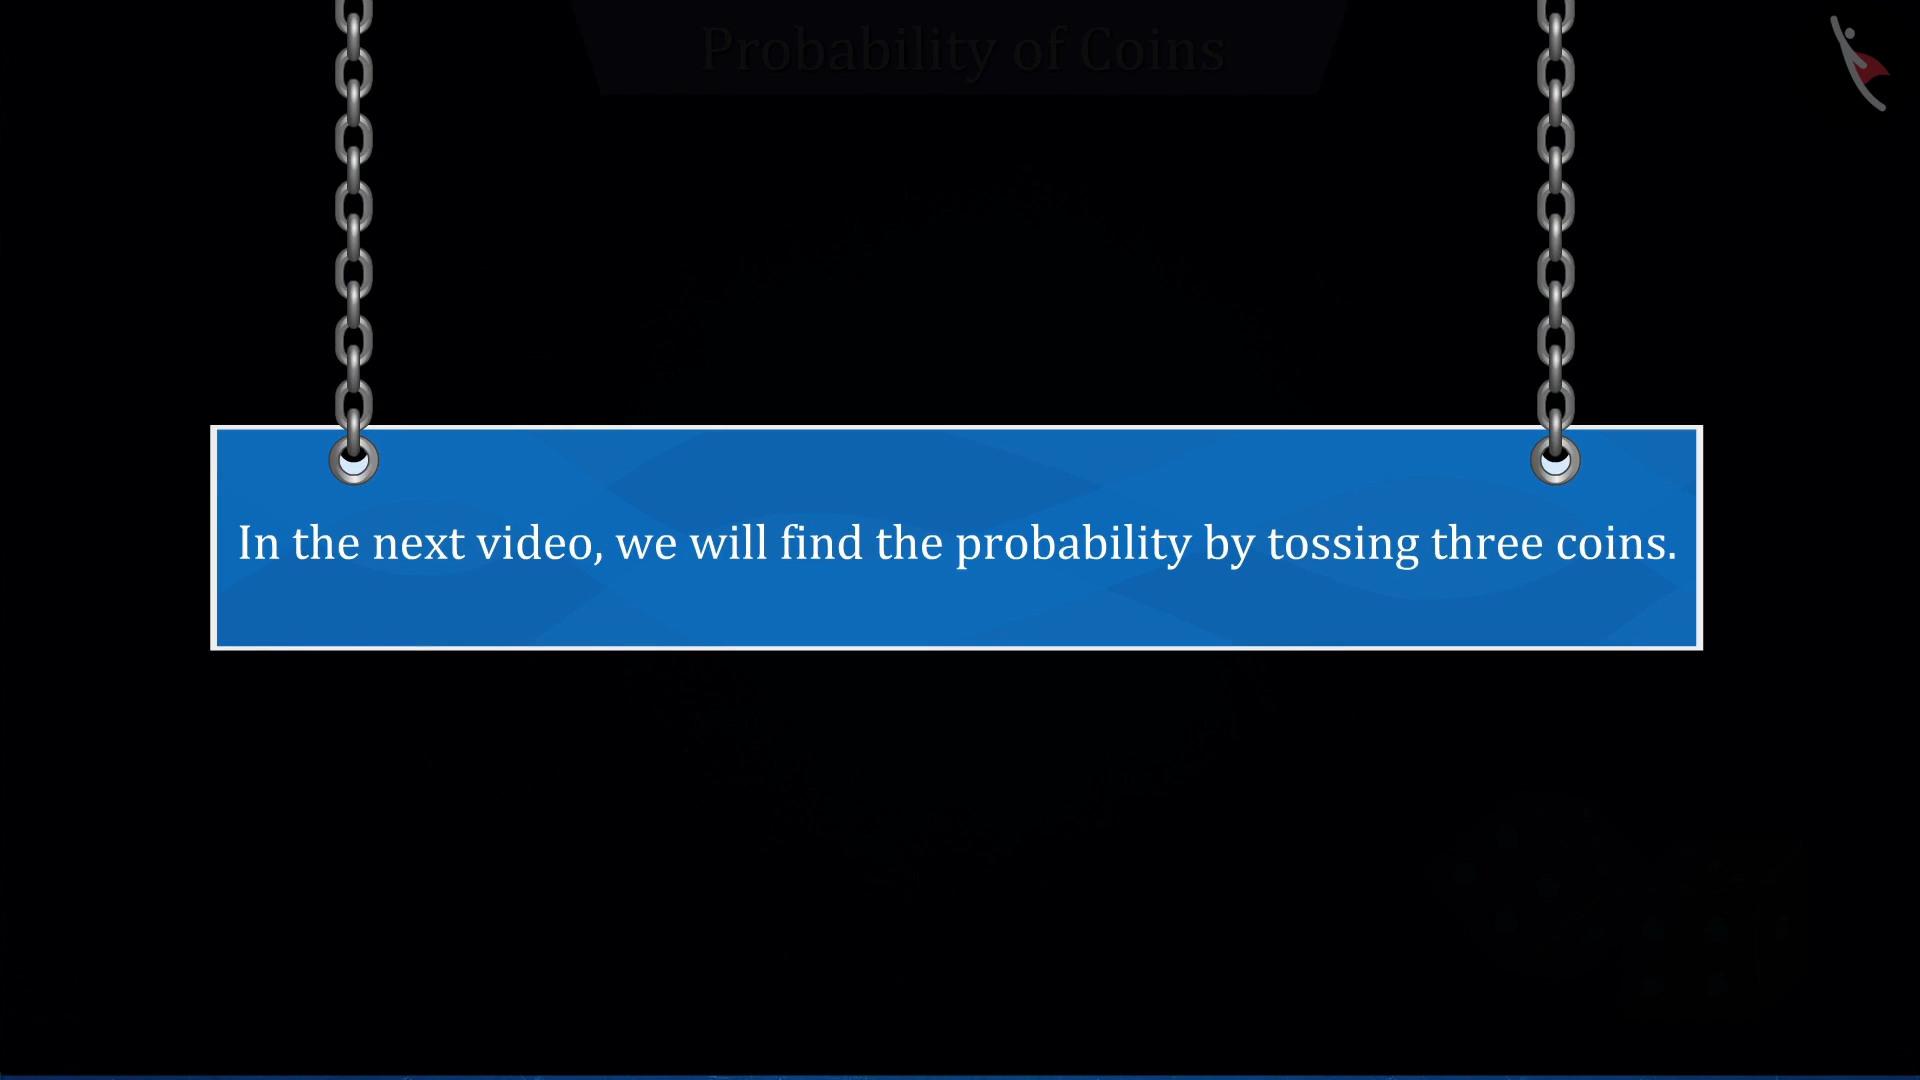 Probability of Coins
In the next video, we will find the probability by tossing three coins.